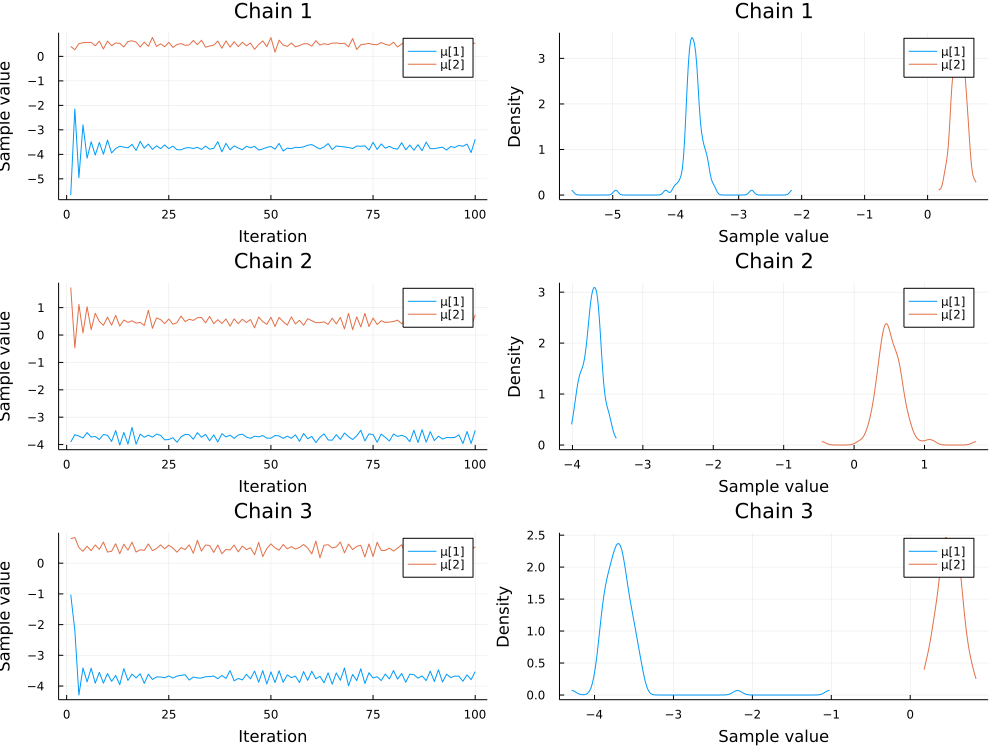 Chain 1
Sample value
0
−1
−2
−3
−4
−5
μ[1]
μ[2]
0 25 50 75 100
Iteration
Chain 1
Density
3
2
1
0
μ[1]
μ[2]
−5 −4 −3 −2 −1 0
Sample value
Chain 2
Sample value
1
0
−1
−2
−3
−4
μ[1]
μ[2]
0 25 50 75 100
Iteration
Chain 2
Density
3
2
1
0
μ[1]
μ[2]
−4 −3 −2 −1 0 1
Sample value
Chain 3
Sample value
0
−1
−2
−3
−4
μ[1]
μ[2]
0 25 50 75 100
Iteration
Chain 3
Density
2.5
2.0
1.5
1.0
0.5
0.0
μ[1]
μ[2]
−4 −3 −2 −1 0
Sample value